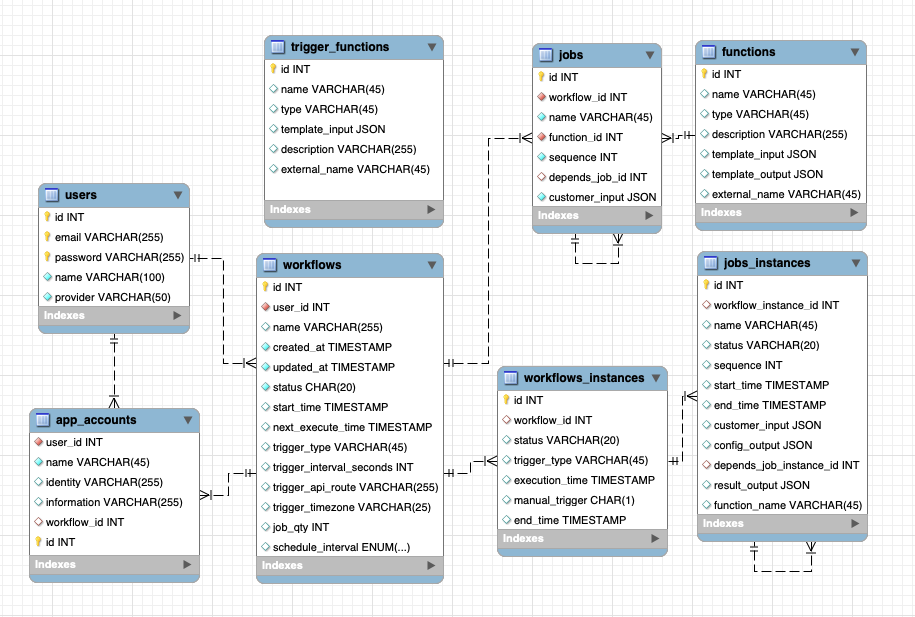 trigger_functions
id INT
name VARCHAR(45)
type VARCHAR(45)
template_input JSON
description VARCHAR(255)
external_name VARCHAR(45)
Indexes
jobs
id INT
workflow_id INT
name VARCHAR(45)
function_id INT
sequence INT
depends_job_id INT
customer_input JSON
Indexes
functions
id INT
name VARCHAR(45)
type VARCHAR(45)
description VARCHAR(255)
template_input JSON
template_output JSON
external_name VARCHAR(45)
Indexes
users
id INT
email VARCHAR(255)
password VARCHAR(255)
name VARCHAR(100)
provider VARCHAR(50)
Indexes
workflows
id INT
user_id INT
name VARCHAR(255)
created_at TIMESTAMP
updated_at TIMESTAMP
status CHAR(20)
start_time TIMESTAMP
next_execute_time TIMESTAMP
trigger_type VARCHAR(45)
trigger_interval_seconds INT
trigger_api_route VARCHAR(255)
trigger_timezone VARCHAR(25)
job_qty INT
schedule_interval ENUM(...)
Indexes
jobs_instances
id INT
workflow_instance_id INT
name VARCHAR(45)
status VARCHAR(20)
sequence INT
start_time TIMESTAMP
end_time TIMESTAMP
customer_input JSON
config_output JSON
depends_job_instance_id INT
result_output JSON
function_name VARCHAR(45)
Indexes
workflows_instances
id INT
workflow_id INT
status VARCHAR(20)
trigger_type VARCHAR(45)
execution_time TIMESTAMP
manual_trigger CHAR(1)
end_time TIMESTAMP
Indexes
app_accounts
user_id INT
name VARCHAR(45)
identity VARCHAR(255)
information VARCHAR(255)
workflow_id INT
id INT
Indexes